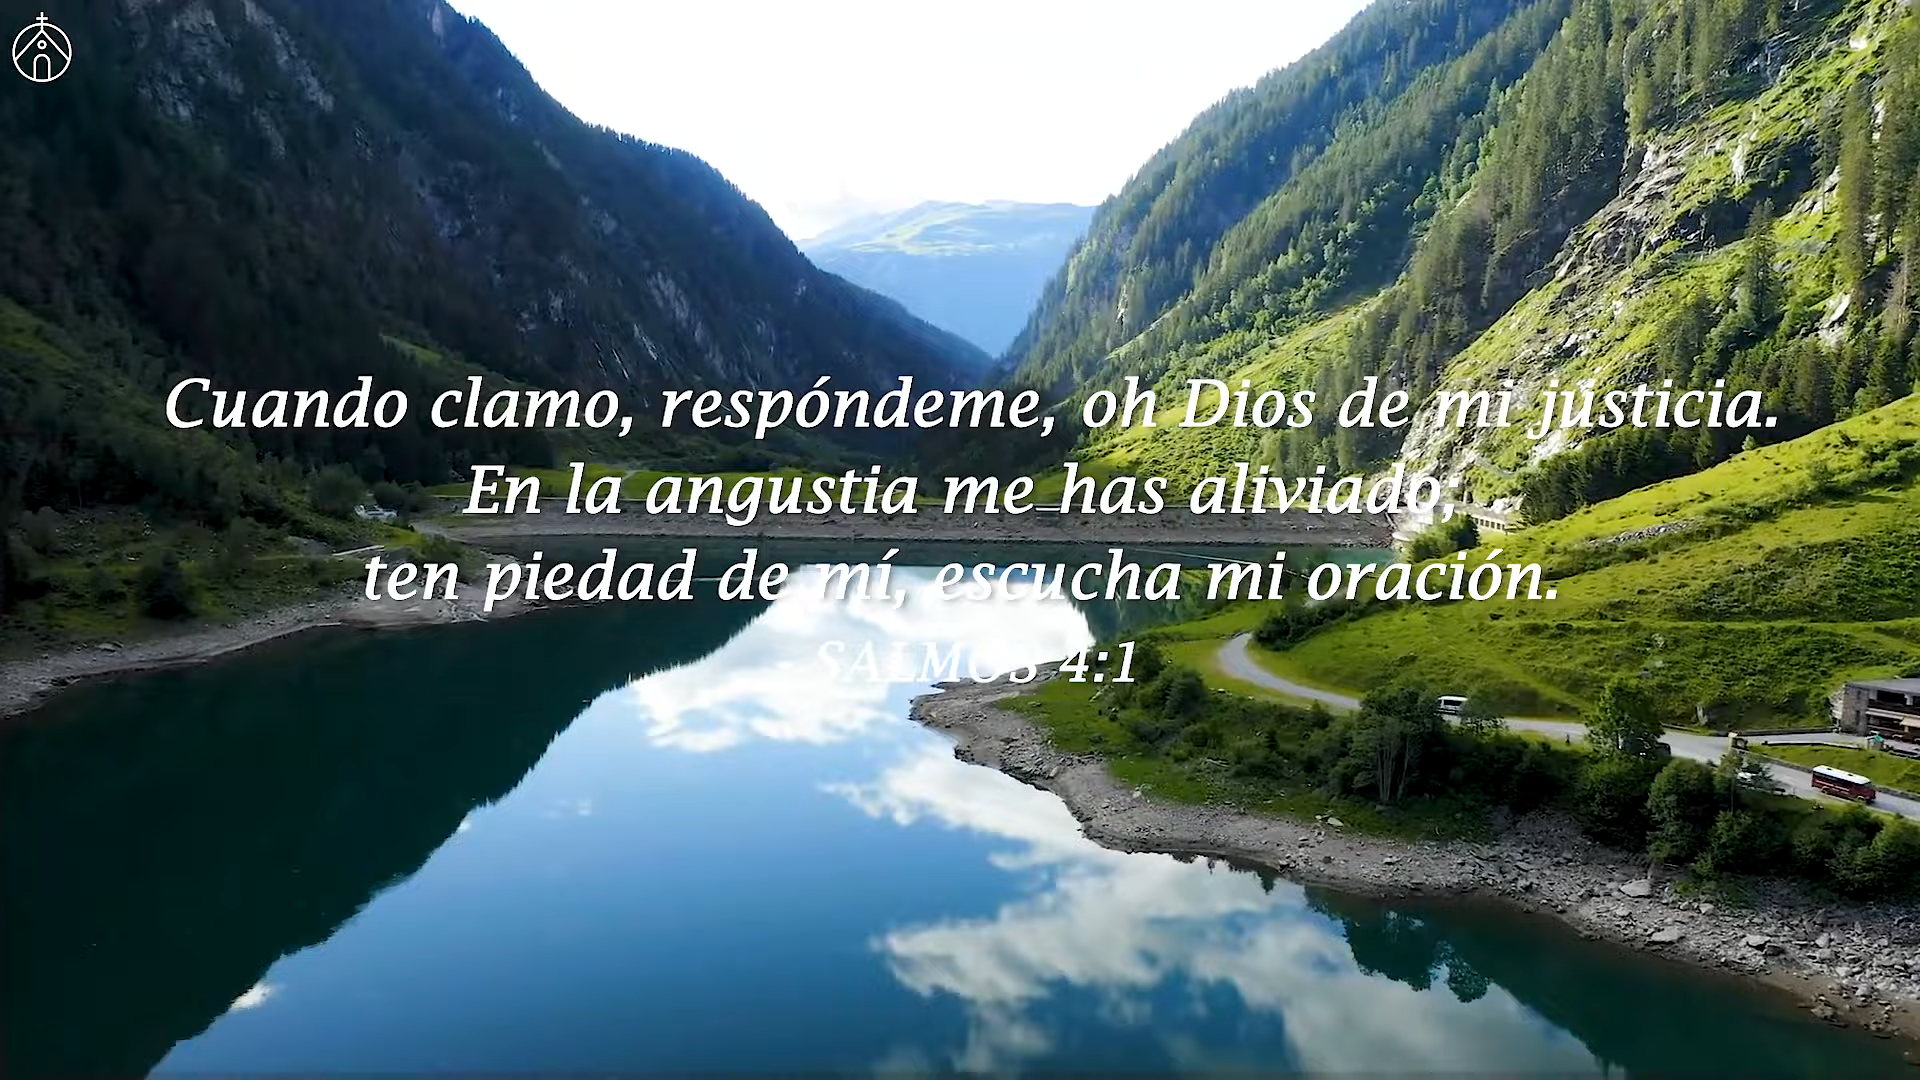 Cuando clamo, respóndeme, oh Dios de mi justicia.
En la angustia me has aliviado;
ten piedad de mí, escucha mi oración.
SALMOS 4:1